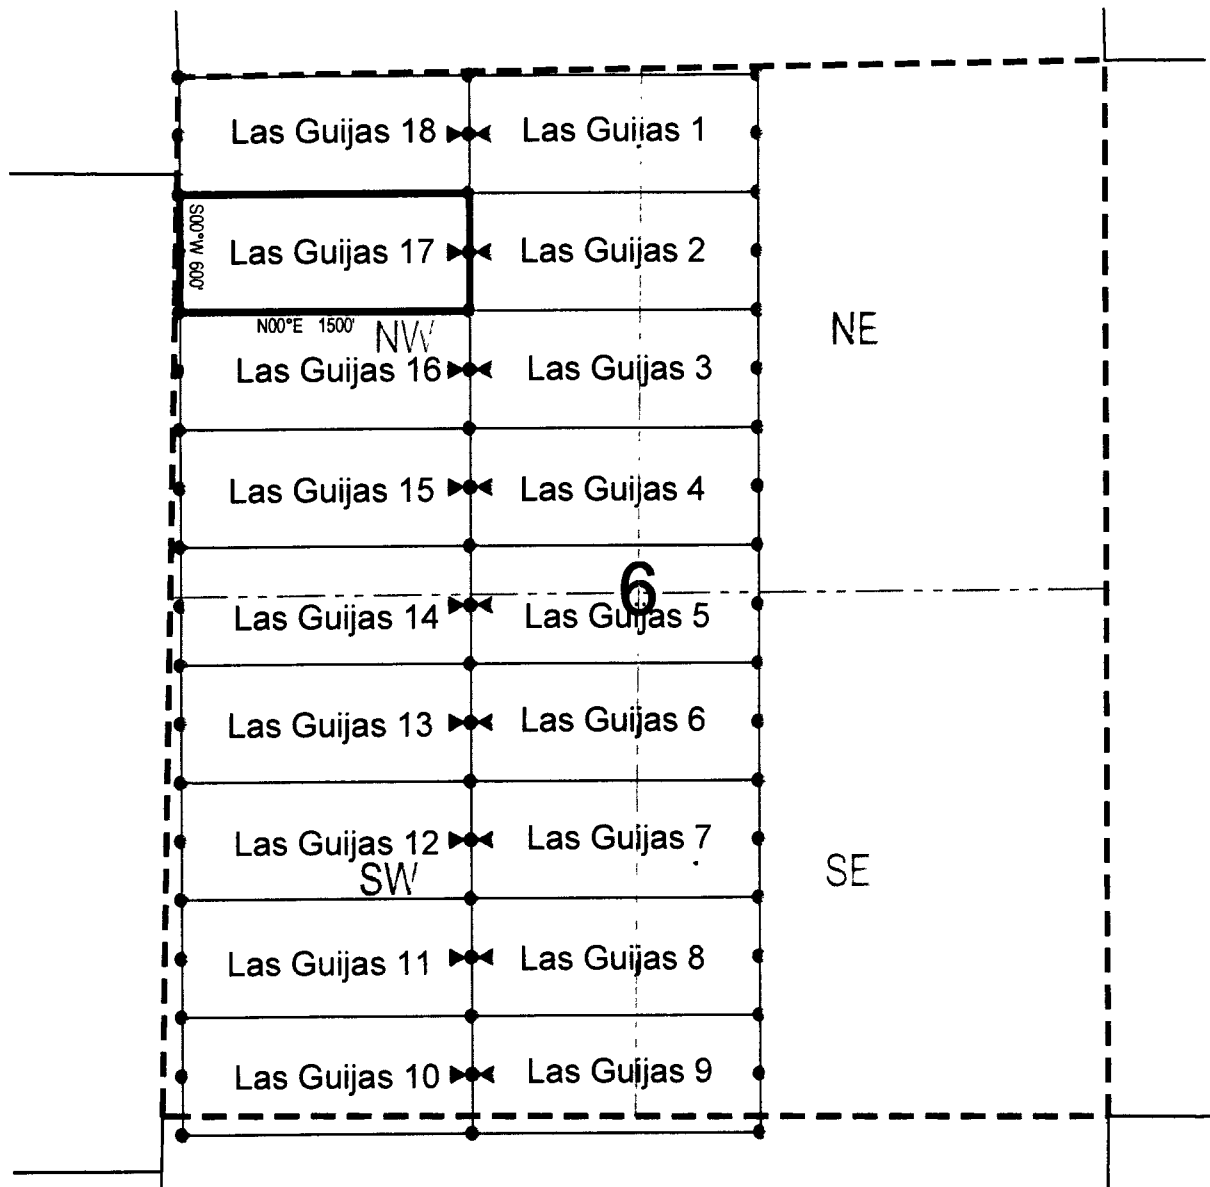 Las Guijas 18
Las Guijas 1
S00°W 600'
Las Guijas 17
Las Guijas 2
N00°E 1500'
NW
NE
Las Guijas 16
Las Guijas 3
Las Guijas 15
Las Guijas 4
6
Las Guijas 14
Las Guijas 5
Las Guijas 13
Las Guijas 6
Las Guijas 12
Las Guijas 7
SW
SE
Las Guijas 11
Las Guijas 8
Las Guijas 10
Las Guijas 9